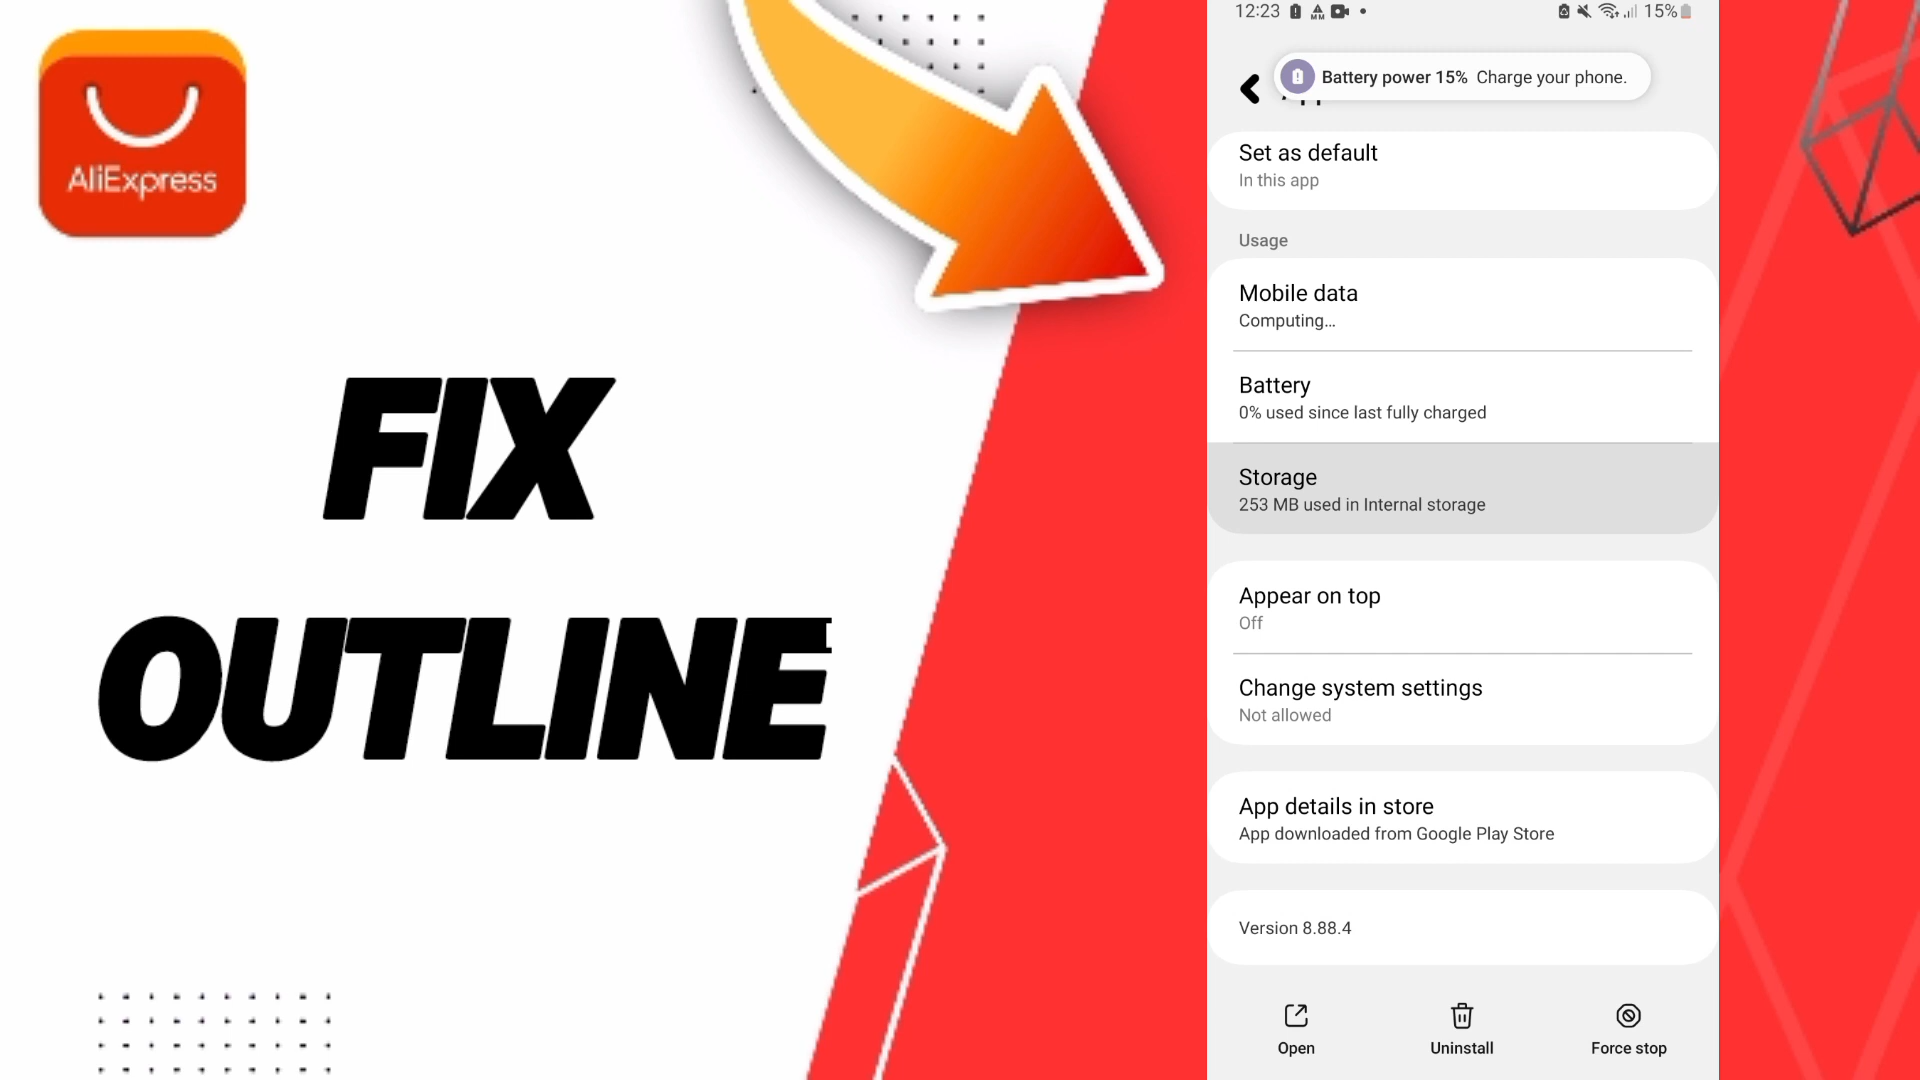 AliExpress
FIX
OUTLINE
12:23
15%
Battery power 15% Charge your phone.
Set as default
In this app
Usage
Mobile data
Computing…
Battery
0% used since last fully charged
Storage
253 MB used in Internal storage
Appear on top
Off
Change system settings
Not allowed
App details in store
App downloaded from Google Play Store
Version 8.88.4
Open
Uninstall
Force stop